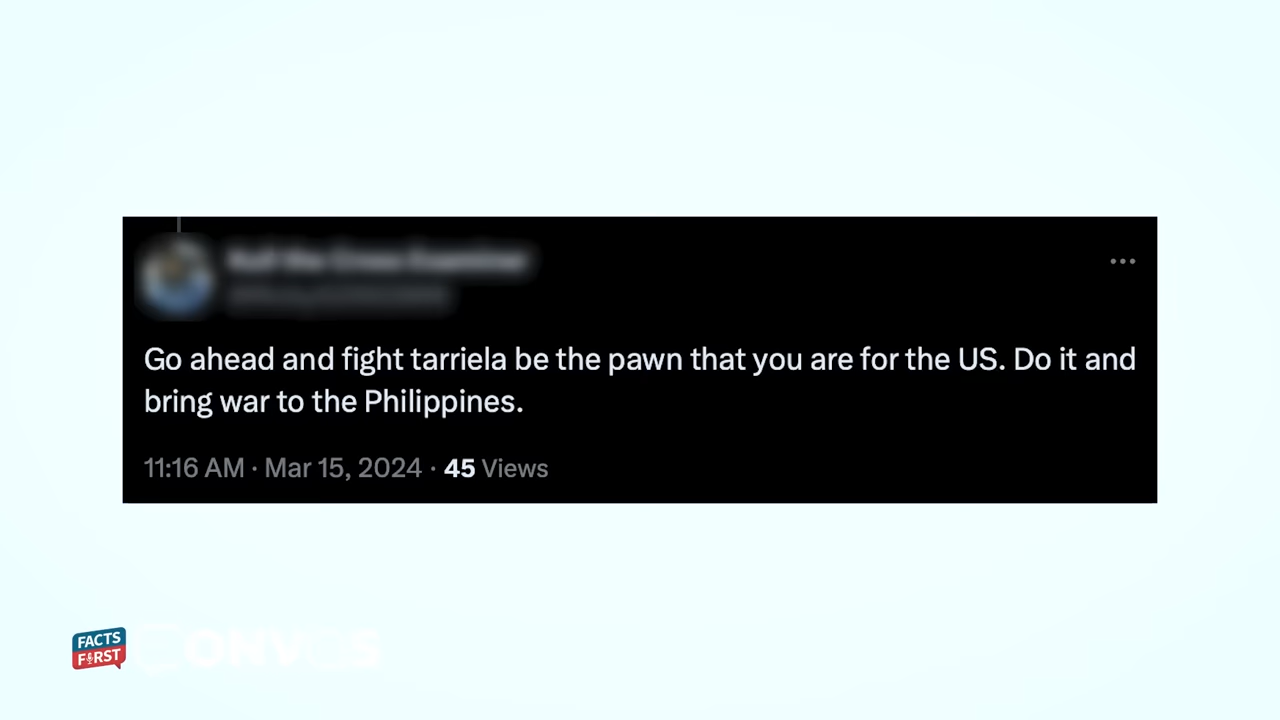 Go ahead and fight tarriela be the pawn that you are for the US. Do it and
bring war to the Philippines.
11:16 AM · Mar 15, 2024 · 45 Views
FACTS
FIRST
CONVOS